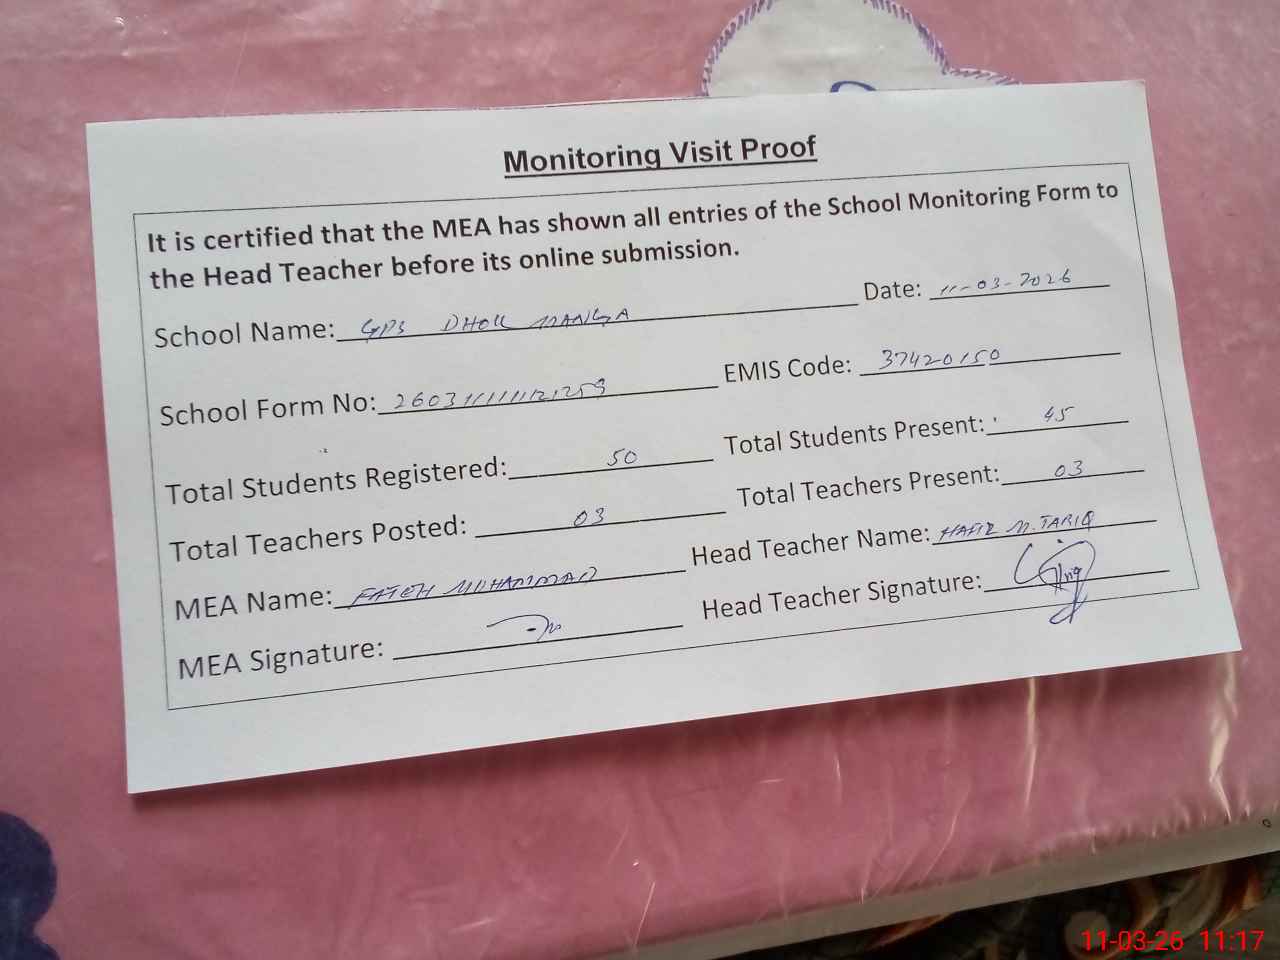 Monitoring Visit Proof
It is certified that the MEA has shown all entries of the School Monitoring Form to
the Head Teacher before its online submission.
School Name: GPS DHOLL MANGA Date: 11-03-2026
School Form No: EMIS Code: 37420150
Total Students Registered: 50 Total Students Present: 45
Total Teachers Posted: 03 Total Teachers Present: 03
MEA Name: FATEH MUHAMMAD Head Teacher Name: HAFIZ M. TARIQ
MEA Signature: Head Teacher Signature:
11-03-26 11:17